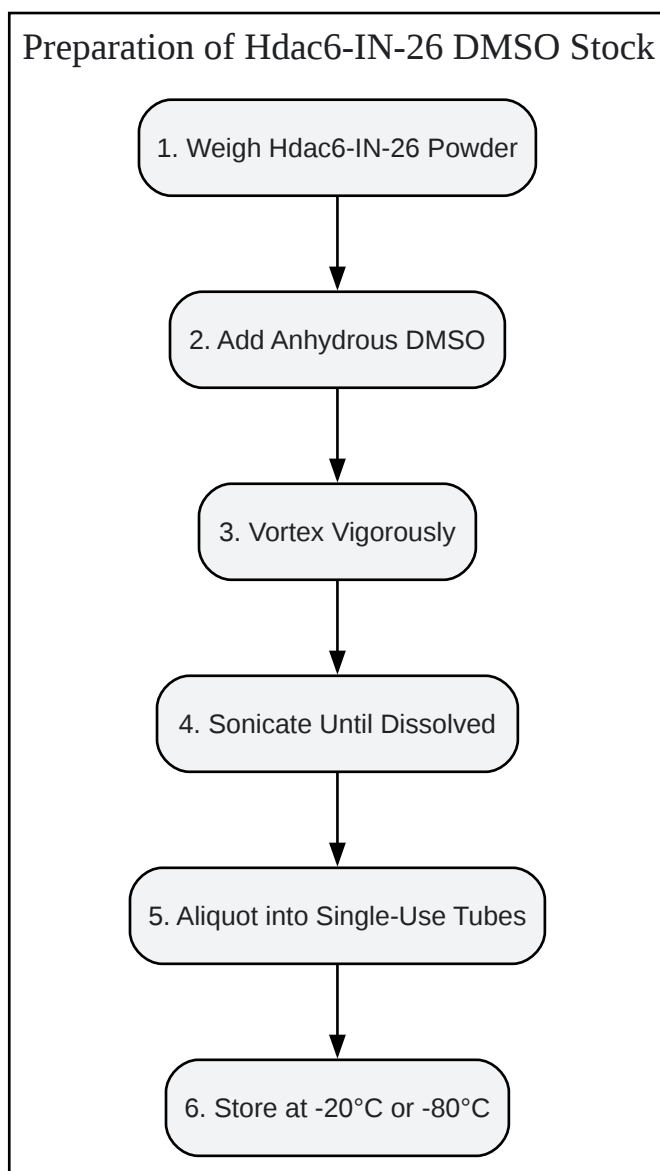 Preparation of Hdac6-IN-26 DMSO Stock
1. Weigh Hdac6-IN-26 Powder
2. Add Anhydrous DMSO
3. Vortex Vigorously
4. Sonicate Until Dissolved
5. Aliquot into Single-Use Tubes
6. Store at -20°C or -80°C